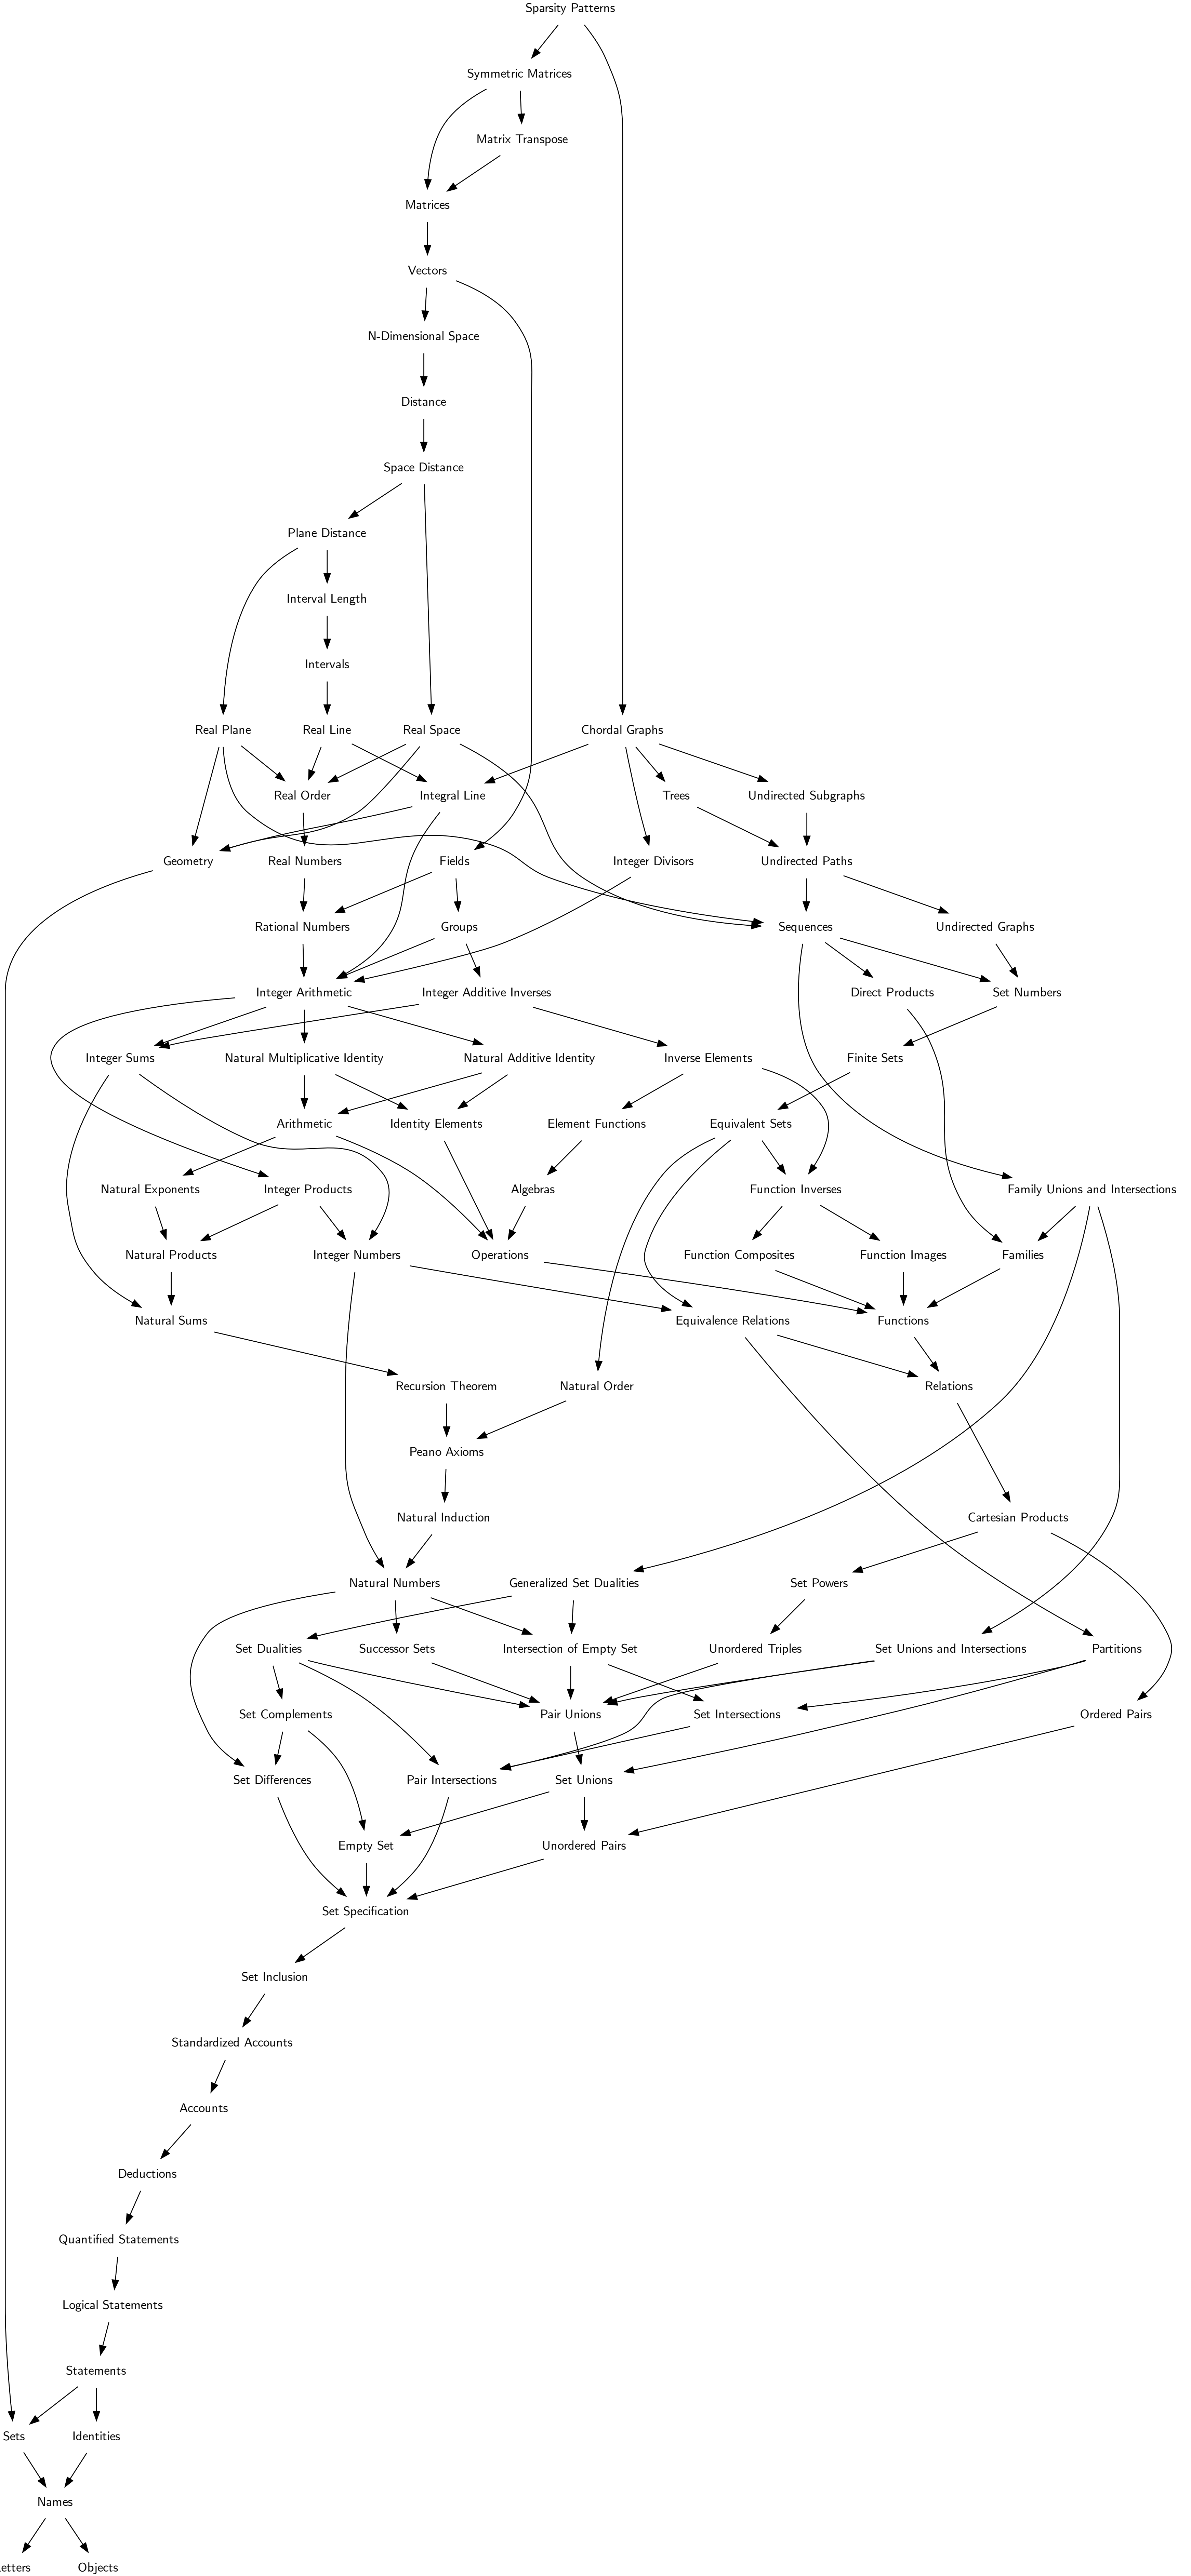 Sparsity Patterns
Symmetric Matrices
Matrix Transpose
Matrices
Vectors
N-Dimensional Space
Distance
Space Distance
Plane Distance
Interval Length
Intervals
Real Plane
Real Line
Real Space
Chordal Graphs
Real Order
Integral Line
Trees
Undirected Subgraphs
Geometry
Real Numbers
Fields
Integer Divisors
Undirected Paths
Rational Numbers
Groups
Sequences
Undirected Graphs
Integer Arithmetic
Integer Additive Inverses
Direct Products
Set Numbers
Integer Sums
Natural Multiplicative Identity
Natural Additive Identity
Inverse Elements
Finite Sets
Arithmetic
Identity Elements
Element Functions
Equivalent Sets
Natural Exponents
Integer Products
Algebras
Function Inverses
Family Unions and Intersections
Natural Products
Integer Numbers
Operations
Function Composites
Function Images
Families
Natural Sums
Equivalence Relations
Functions
Recursion Theorem
Natural Order
Relations
Peano Axioms
Natural Induction
Cartesian Products
Natural Numbers
Generalized Set Dualities
Set Powers
Set Dualities
Successor Sets
Intersection of Empty Set
Unordered Triples
Set Unions and Intersections
Partitions
Set Complements
Pair Unions
Set Intersections
Ordered Pairs
Set Differences
Pair Intersections
Set Unions
Empty Set
Unordered Pairs
Set Specification
Set Inclusion
Standardized Accounts
Accounts
Deductions
Quantified Statements
Logical Statements
Statements
Sets
Identities
Names
etters
Objects